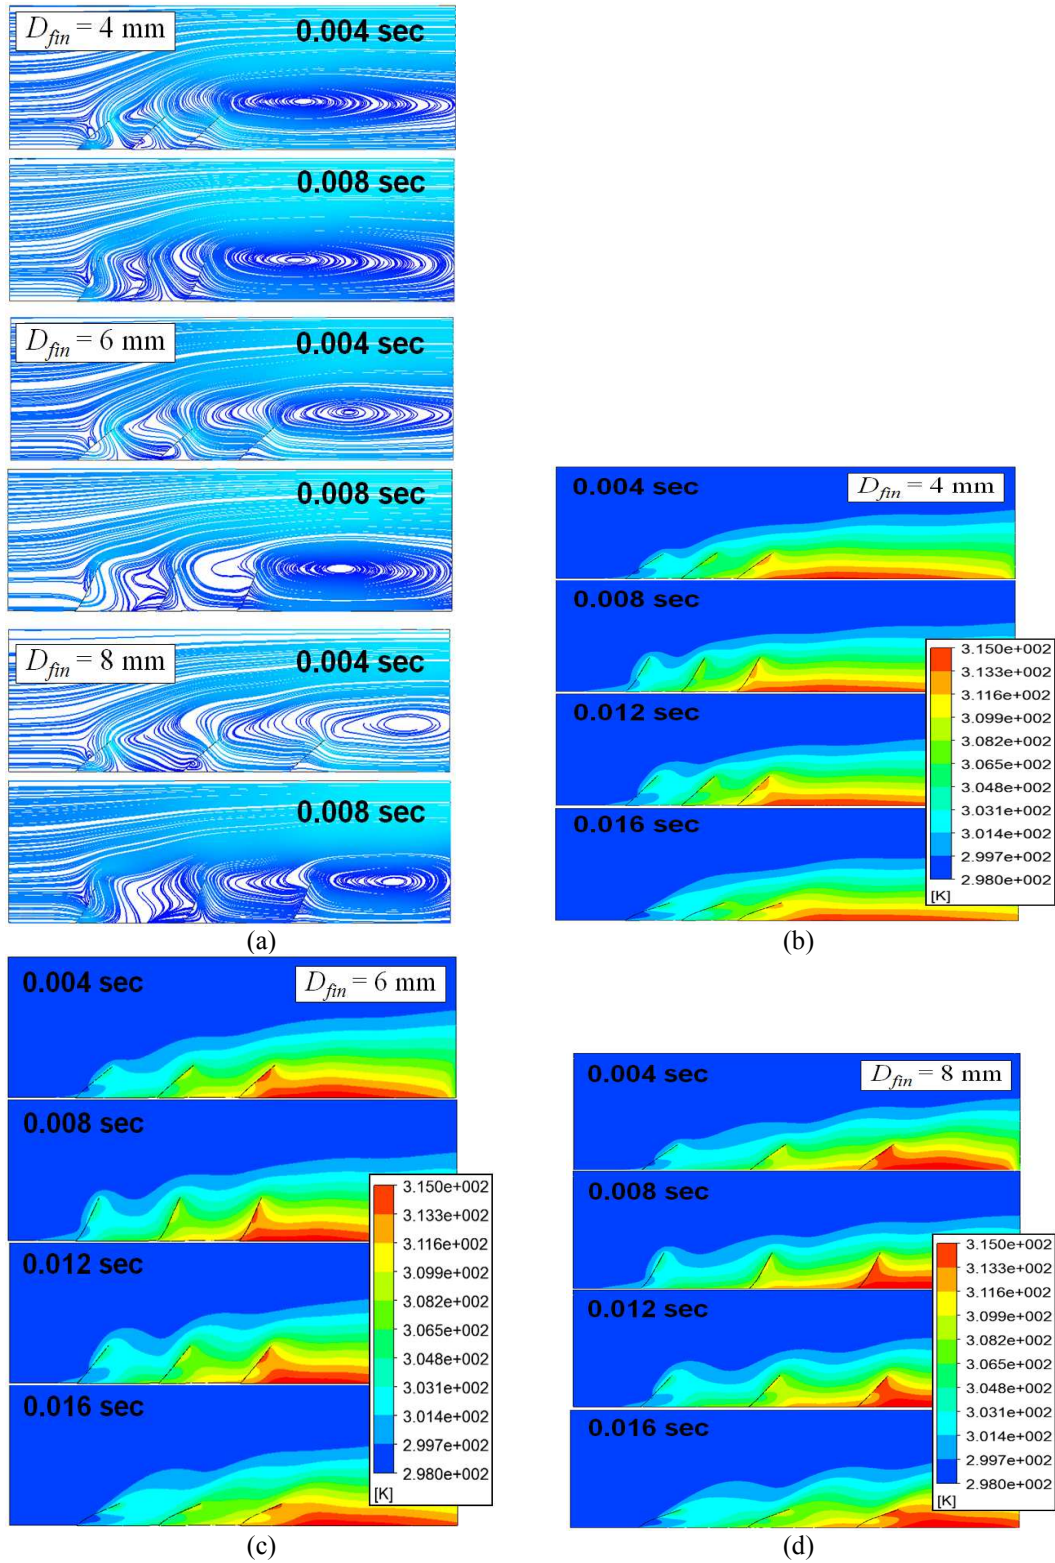 D_fin = 4 mm
0.004 sec
0.008 sec
D_fin = 6 mm
0.004 sec
0.008 sec
D_fin = 8 mm
0.004 sec
0.008 sec
(a)
0.004 sec
D_fin = 4 mm
0.008 sec
0.012 sec
0.016 sec
3.150e+002
3.133e+002
3.116e+002
3.099e+002
3.082e+002
3.065e+002
3.048e+002
3.031e+002
3.014e+002
2.997e+002
2.980e+002
[K]
(b)
0.004 sec
D_fin = 6 mm
0.008 sec
0.012 sec
0.016 sec
3.150e+002
3.133e+002
3.116e+002
3.099e+002
3.082e+002
3.065e+002
3.048e+002
3.031e+002
3.014e+002
2.997e+002
2.980e+002
[K]
(c)
0.004 sec
D_fin = 8 mm
0.008 sec
0.012 sec
0.016 sec
3.150e+002
3.133e+002
3.116e+002
3.099e+002
3.082e+002
3.065e+002
3.048e+002
3.031e+002
3.014e+002
2.997e+002
2.980e+002
[K]
(d)